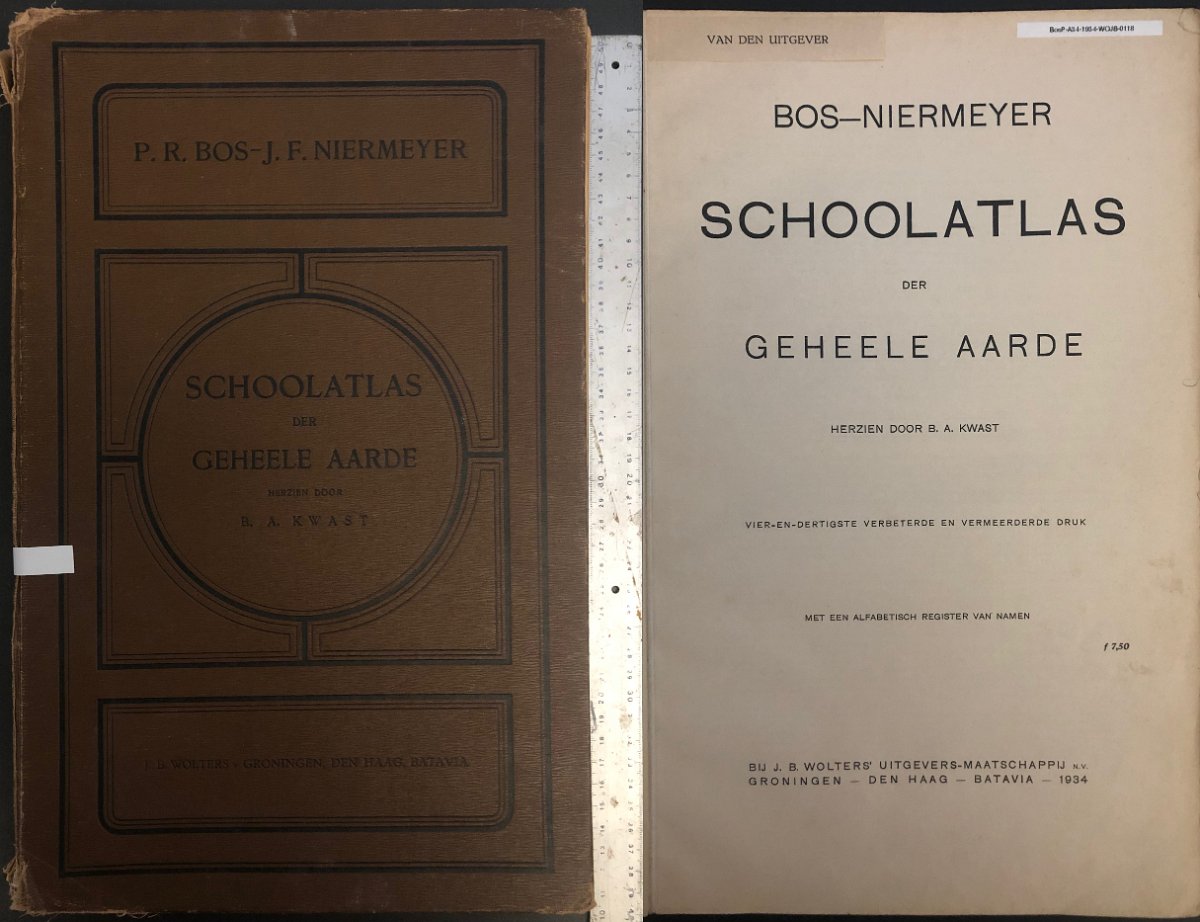 P. R. BOS-J. F. NIERMEYER
SCHOOLATLAS
DER
GEHEELE AARDE
HERZIEN DOOR
B. A. KWAST
J. B. WOLTERS - GRONINGEN, DEN HAAG, BATAVIA
VAN DEN UITGEVER
BOS—NIERMEYER
SCHOOLATLAS
DER
GEHEELE AARDE
HERZIEN DOOR B. A. KWAST
VIER-EN-DERTIGSTE VERBETERDE EN VERMEERDERDE DRUK
MET EEN ALFABETISCH REGISTER VAN NAMEN
f 7,50
BIJ J. B. WOLTERS' UITGEVERS-MAATSCHAPPIJ N.V.
GRONINGEN — DEN HAAG — BATAVIA — 1934